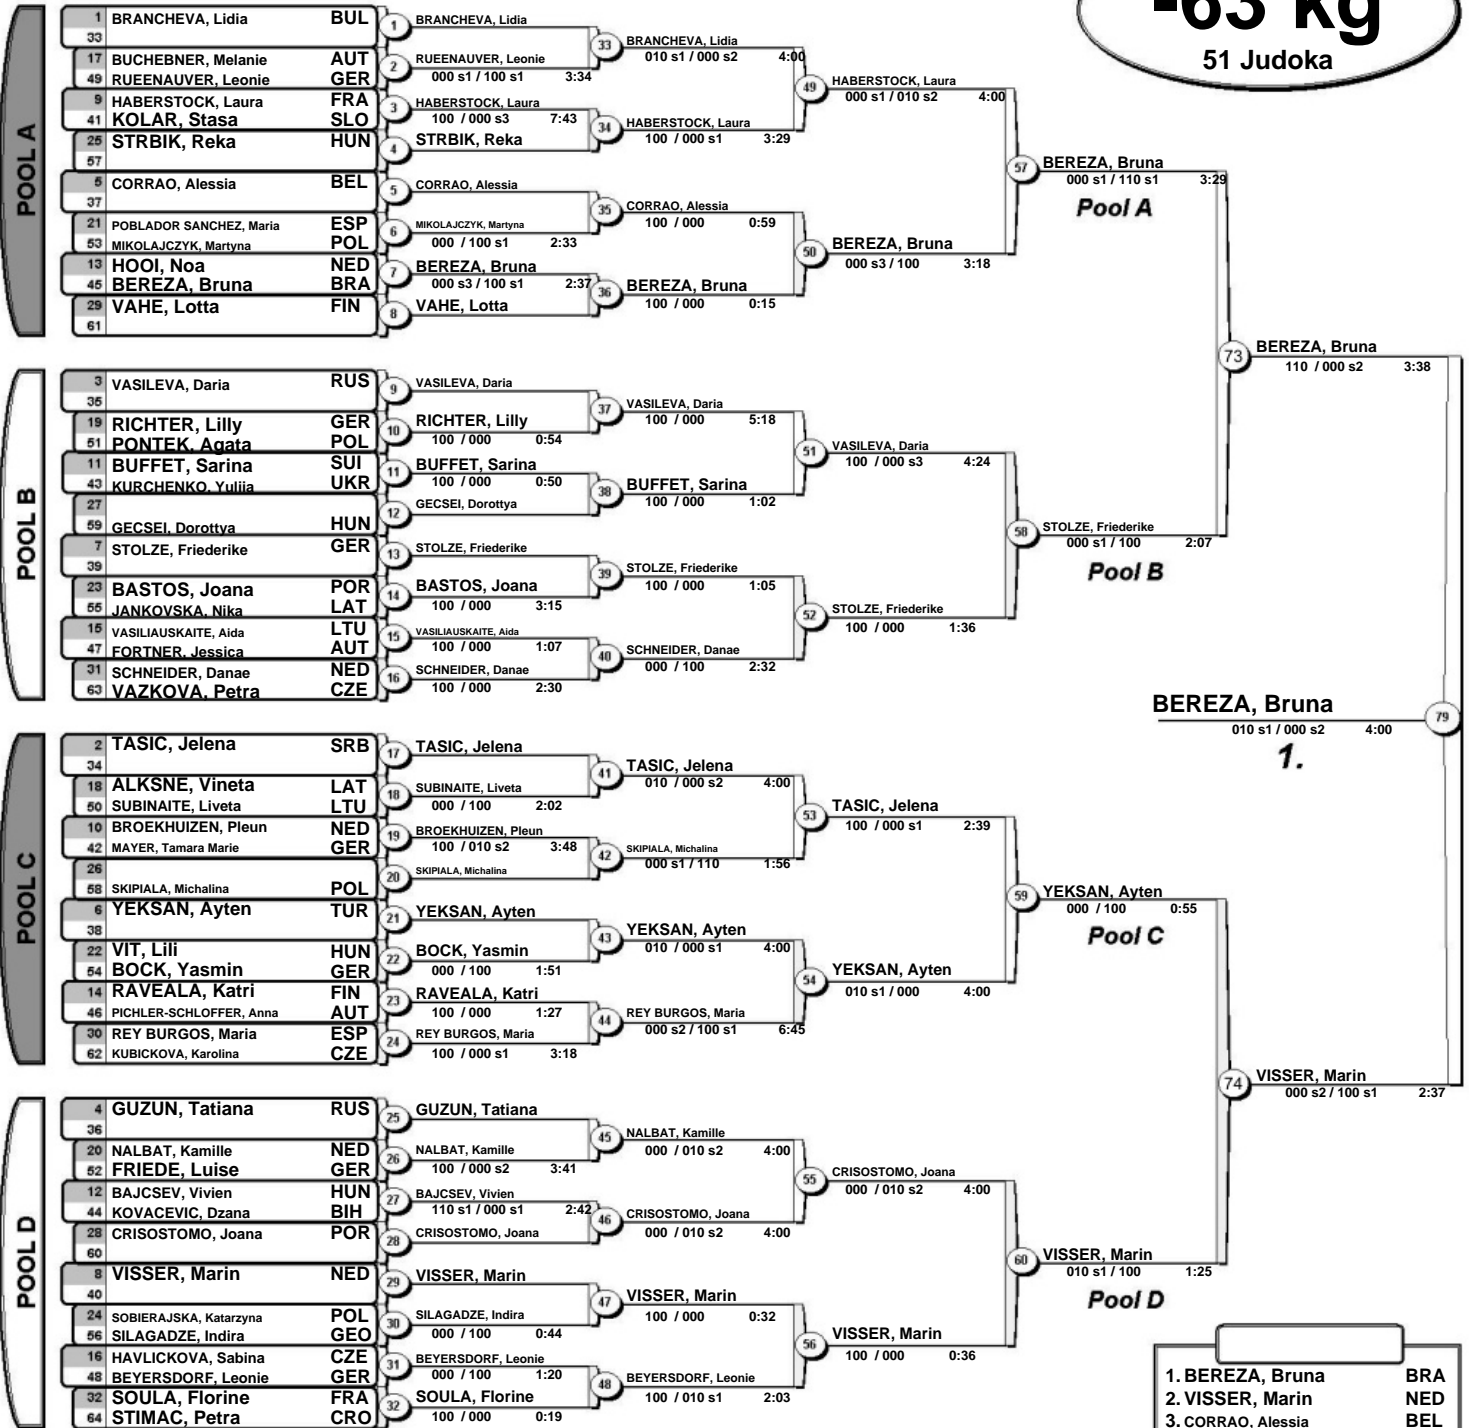 -63 kg
51 Judoka
POOL A
1 BRANCHEVA, Lidia BUL
33
17 BUCHEBNER, Melanie AUT
49 RUEENAUVER, Leonie GER
9 HABERSTOCK, Laura FRA
41 KOLAR, Stasa SLO
25 STRBIK, Reka HUN
57
5 CORRAO, Alessia BEL
37
21 POBLADOR SANCHEZ, Maria ESP
53 MIKOLAJCZYK, Martyna POL
13 HOOI, Noa NED
45 BEREZA, Bruna BRA
29 VAHE, Lotta FIN
61
1 BRANCHEVA, Lidia
2 RUEENAUVER, Leonie
000 s1 / 100 s1 3:34
3 HABERSTOCK, Laura
100 / 000 s3 7:43
4 STRBIK, Reka
5 CORRAO, Alessia
6 MIKOLAJCZYK, Martyna
000 / 100 s1 2:33
7 BEREZA, Bruna
000 s3 / 100 s1 2:37
8 VAHE, Lotta
33 BRANCHEVA, Lidia
010 s1 / 000 s2 4:00
34 HABERSTOCK, Laura
100 / 000 s1 3:29
35 CORRAO, Alessia
100 / 000 0:59
36 BEREZA, Bruna
100 / 000 0:15
49 HABERSTOCK, Laura
000 s1 / 010 s2 4:00
50 BEREZA, Bruna
000 s3 / 100 3:18
57 BEREZA, Bruna
000 s1 / 110 s1 3:29
Pool A
POOL B
3 VASILEVA, Daria RUS
35
19 RICHTER, Lilly GER
51 PONTEK, Agata POL
11 BUFFET, Sarina SUI
43 KURCHENKO, Yuliia UKR
27
59 GECSEI, Dorottya HUN
7 STOLZE, Friederike GER
39
23 BASTOS, Joana POR
55 JANKOVSKA, Nika LAT
15 VASILIAUSKAITE, Aida LTU
47 FORTNER, Jessica AUT
31 SCHNEIDER, Danae NED
63 VAZKOVA, Petra CZE
9 VASILEVA, Daria
10 RICHTER, Lilly
100 / 000 0:54
11 BUFFET, Sarina
100 / 000 0:50
12 GECSEI, Dorottya
13 STOLZE, Friederike
14 BASTOS, Joana
100 / 000 3:15
15 VASILIAUSKAITE, Aida
100 / 000 1:07
16 SCHNEIDER, Danae
100 / 000 2:30
37 VASILEVA, Daria
100 / 000 5:18
38 BUFFET, Sarina
100 / 000 1:02
39 STOLZE, Friederike
100 / 000 1:05
40 SCHNEIDER, Danae
000 / 100 2:32
51 VASILEVA, Daria
100 / 000 s3 4:24
52 STOLZE, Friederike
100 / 000 1:36
58 STOLZE, Friederike
000 s1 / 100 2:07
Pool B
73 BEREZA, Bruna
110 / 000 s2 3:38
BEREZA, Bruna 79
010 s1 / 000 s2 4:00
1.
POOL C
2 TASIC, Jelena SRB
34
18 ALKSNE, Vineta LAT
50 SUBINAITE, Liveta LTU
10 BROEKHUIZEN, Pleun NED
42 MAYER, Tamara Marie GER
26
58 SKIPIALA, Michalina POL
6 YEKSAN, Ayten TUR
38
22 VIT, Lili HUN
54 BOCK, Yasmin GER
14 RAVEALA, Katri FIN
46 PICHLER-SCHLOFFER, Anna AUT
30 REY BURGOS, Maria ESP
62 KUBICKOVA, Karolina CZE
17 TASIC, Jelena
18 SUBINAITE, Liveta
000 / 100 2:02
19 BROEKHUIZEN, Pleun
100 / 010 s2 3:48
20 SKIPIALA, Michalina
21 YEKSAN, Ayten
22 BOCK, Yasmin
000 / 100 1:51
23 RAVEALA, Katri
100 / 000 1:27
24 REY BURGOS, Maria
100 / 000 s1 3:18
41 TASIC, Jelena
010 / 000 s2 4:00
42 SKIPIALA, Michalina
000 s1 / 110 1:56
43 YEKSAN, Ayten
010 / 000 s1 4:00
44 REY BURGOS, Maria
000 s2 / 100 s1 6:45
53 TASIC, Jelena
100 / 000 s1 2:39
54 YEKSAN, Ayten
010 s1 / 000 4:00
59 YEKSAN, Ayten
000 / 100 0:55
Pool C
POOL D
4 GUZUN, Tatiana RUS
36
20 NALBAT, Kamille NED
52 FRIEDE, Luise GER
12 BAJCSEV, Vivien HUN
44 KOVACEVIC, Dzana BIH
28 CRISOSTOMO, Joana POR
60
8 VISSER, Marin NED
40
24 SOBIERAJSKA, Katarzyna POL
56 SILAGADZE, Indira GEO
16 HAVLICKOVA, Sabina CZE
48 BEYERSDORF, Leonie GER
32 SOULA, Florine FRA
64 STIMAC, Petra CRO
25 GUZUN, Tatiana
26 NALBAT, Kamille
100 / 000 s2 3:41
27 BAJCSEV, Vivien
110 s1 / 000 s1 2:42
28 CRISOSTOMO, Joana
29 VISSER, Marin
30 SILAGADZE, Indira
000 / 100 0:44
31 BEYERSDORF, Leonie
000 / 100 1:20
32 SOULA, Florine
100 / 000 0:19
45 NALBAT, Kamille
000 / 010 s2 4:00
46 CRISOSTOMO, Joana
000 / 010 s2 4:00
47 VISSER, Marin
100 / 000 0:32
48 BEYERSDORF, Leonie
100 / 010 s1 2:03
55 CRISOSTOMO, Joana
000 / 010 s2 4:00
56 VISSER, Marin
100 / 000 0:36
60 VISSER, Marin
010 s1 / 100 1:25
Pool D
74 VISSER, Marin
000 s2 / 100 s1 2:37
1. BEREZA, Bruna BRA
2. VISSER, Marin NED
3. CORRAO, Alessia BEL